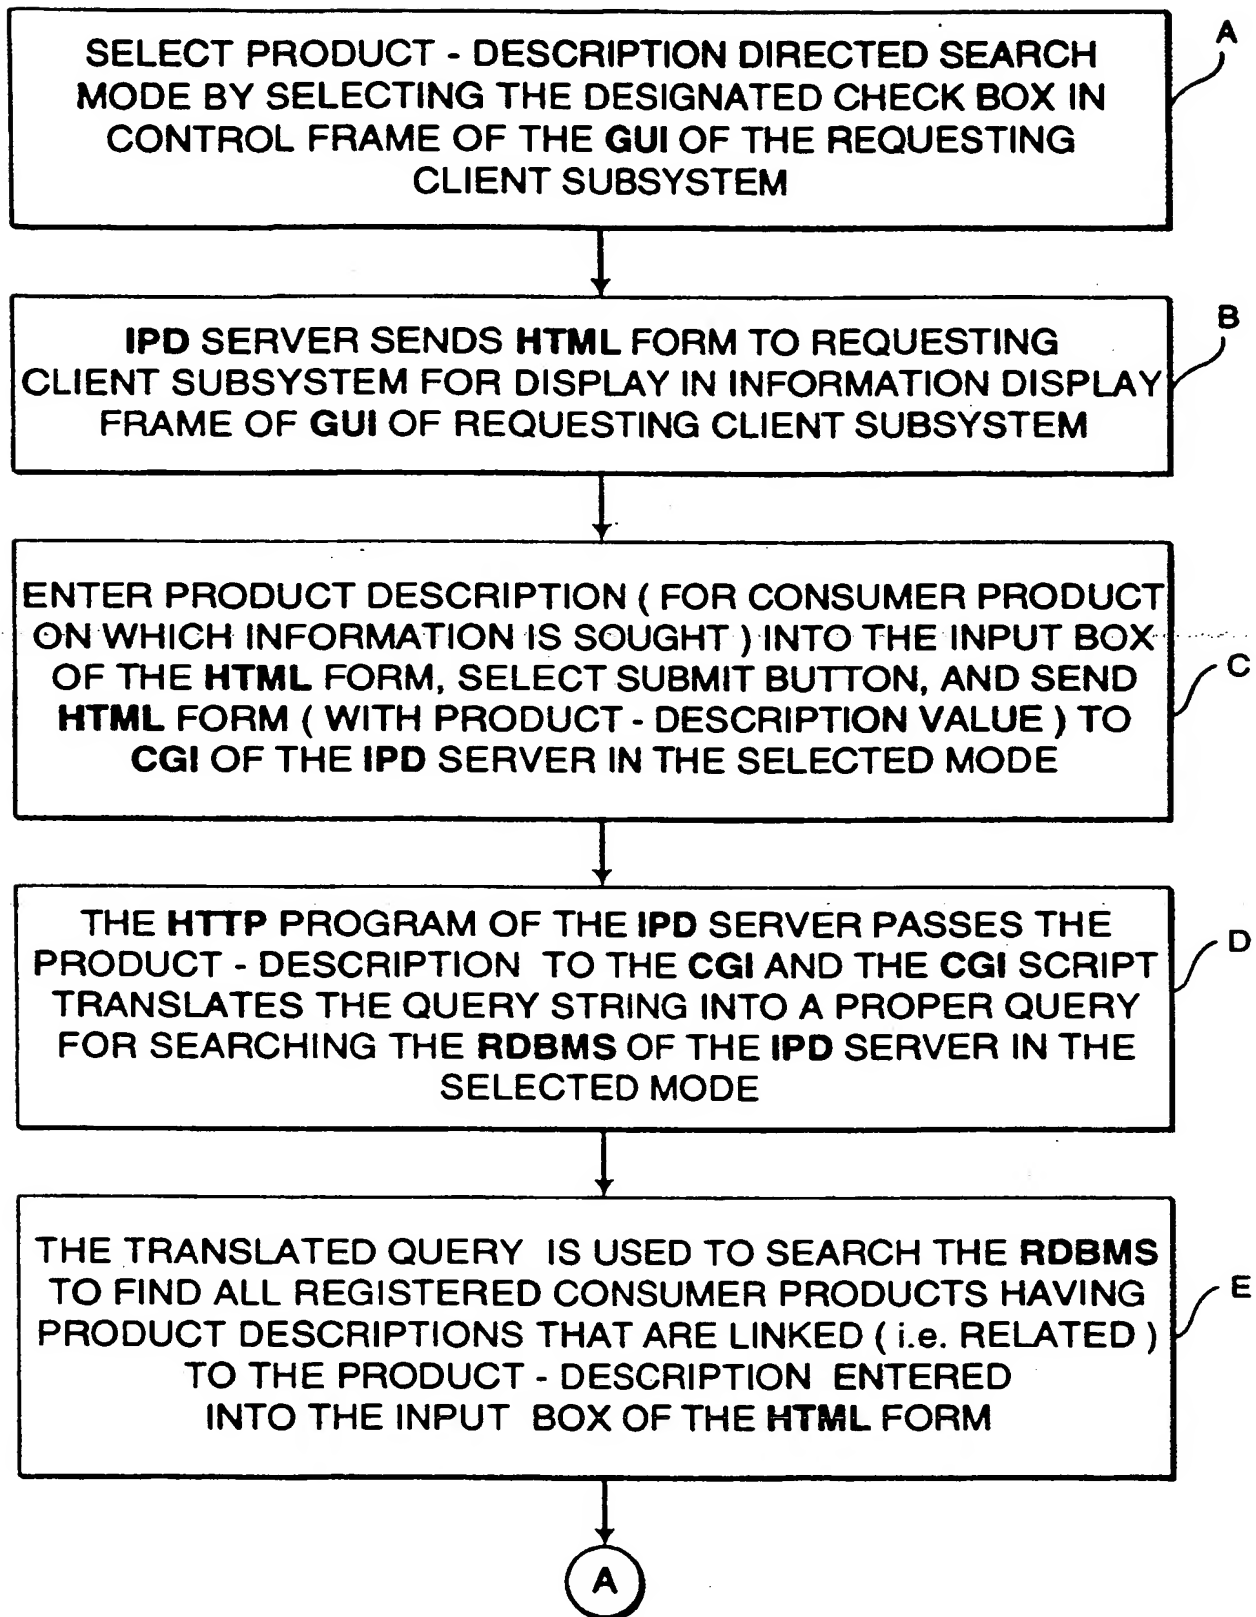 SELECT PRODUCT - DESCRIPTION DIRECTED SEARCH
MODE BY SELECTING THE DESIGNATED CHECK BOX IN
CONTROL FRAME OF THE GUI OF THE REQUESTING
CLIENT SUBSYSTEM
A
IPD SERVER SENDS HTML FORM TO REQUESTING
CLIENT SUBSYSTEM FOR DISPLAY IN INFORMATION DISPLAY
FRAME OF GUI OF REQUESTING CLIENT SUBSYSTEM
B
ENTER PRODUCT DESCRIPTION ( FOR CONSUMER PRODUCT
ON WHICH INFORMATION IS SOUGHT ) INTO THE INPUT BOX
OF THE HTML FORM, SELECT SUBMIT BUTTON, AND SEND
HTML FORM ( WITH PRODUCT - DESCRIPTION VALUE ) TO
CGI OF THE IPD SERVER IN THE SELECTED MODE
C
THE HTTP PROGRAM OF THE IPD SERVER PASSES THE
PRODUCT - DESCRIPTION TO THE CGI AND THE CGI SCRIPT
TRANSLATES THE QUERY STRING INTO A PROPER QUERY
FOR SEARCHING THE RDBMS OF THE IPD SERVER IN THE
SELECTED MODE
D
THE TRANSLATED QUERY IS USED TO SEARCH THE RDBMS
TO FIND ALL REGISTERED CONSUMER PRODUCTS HAVING
PRODUCT DESCRIPTIONS THAT ARE LINKED ( i.e. RELATED )
TO THE PRODUCT - DESCRIPTION ENTERED
INTO THE INPUT BOX OF THE HTML FORM
E
A